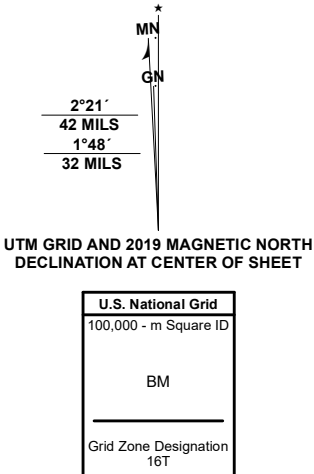 MN
GN
2°21´
42 MILS
1°48´
32 MILS
UTM GRID AND 2019 MAGNETIC NORTH
DECLINATION AT CENTER OF SHEET
U.S. National Grid
100,000 - m Square ID
BM
Grid Zone Designation
16T